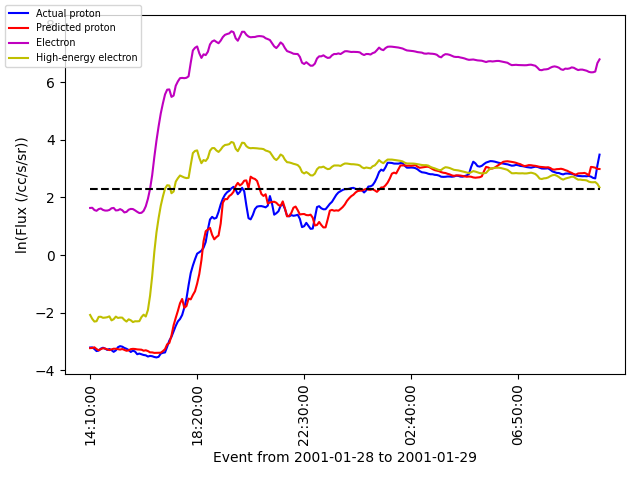 Actual proton
Predicted proton
Electron
High-energy electron
ln(Flux (/cc/s/sr))
8
6
4
2
0
−2
−4
14:10:00
18:20:00
22:30:00
02:40:00
06:50:00
Event from 2001-01-28 to 2001-01-29